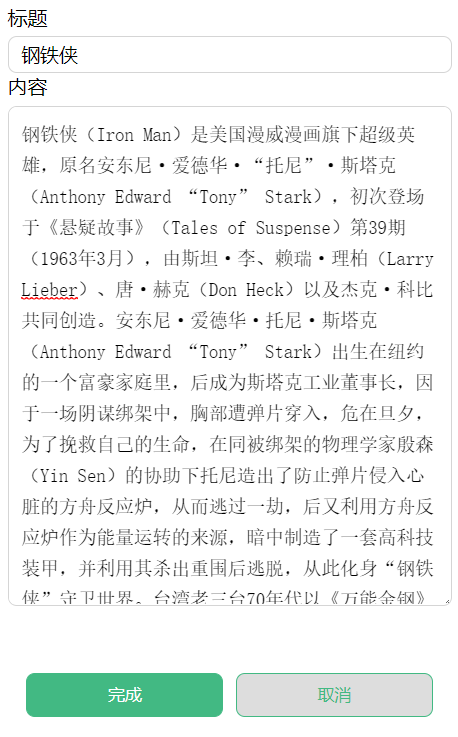 标题
钢铁侠
内容
钢铁侠（Iron Man）是美国漫威漫画旗下超级英
雄，原名安东尼·爱德华·“托尼”·斯塔克
（Anthony Edward “Tony” Stark），初次登场
于《悬疑故事》（Tales of Suspense）第39期
（1963年3月），由斯坦·李、赖瑞·理柏（Larry
Lieber）、唐·赫克（Don Heck）以及杰克·科比
共同创造。安东尼·爱德华·托尼·斯塔克
（Anthony Edward “Tony” Stark）出生在纽约
的一个富豪家庭里，后成为斯塔克工业董事长，因
于一场阴谋绑架中，胸部遭弹片穿入，危在旦夕，
为了挽救自己的生命，在同被绑架的物理学家殷森
（Yin Sen）的协助下托尼造出了防止弹片侵入心
脏的方舟反应炉，从而逃过一劫，后又利用方舟反
应炉作为能量运转的来源，暗中制造了一套高科技
装甲，并利用其杀出重围后逃脱，从此化身“钢铁
侠”守卫世界。台湾老三台70年代以《万能金钢》
完成
取消